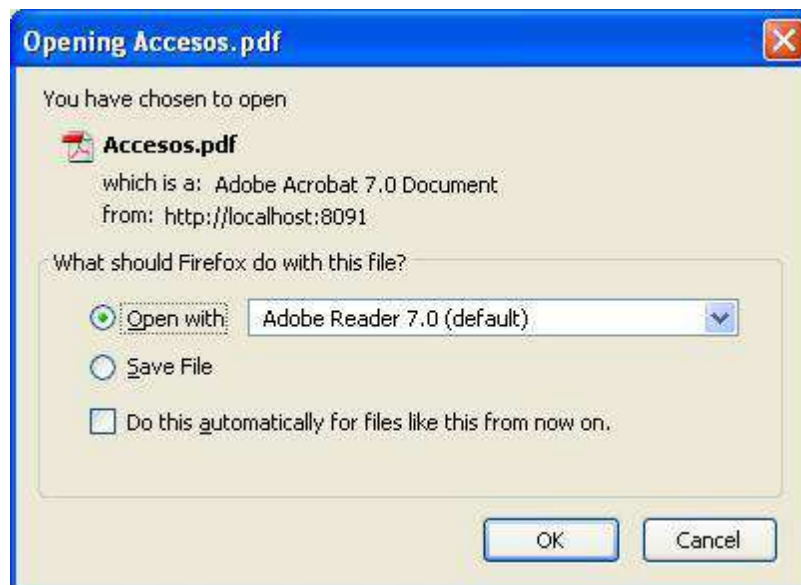 Opening Accesos.pdf
You have chosen to open
Accesos.pdf
which is a: Adobe Acrobat 7.0 Document
from: http://localhost:8091
What should Firefox do with this file?
Open with Adobe Reader 7.0 (default)
Save File
Do this automatically for files like this from now on.
OK Cancel